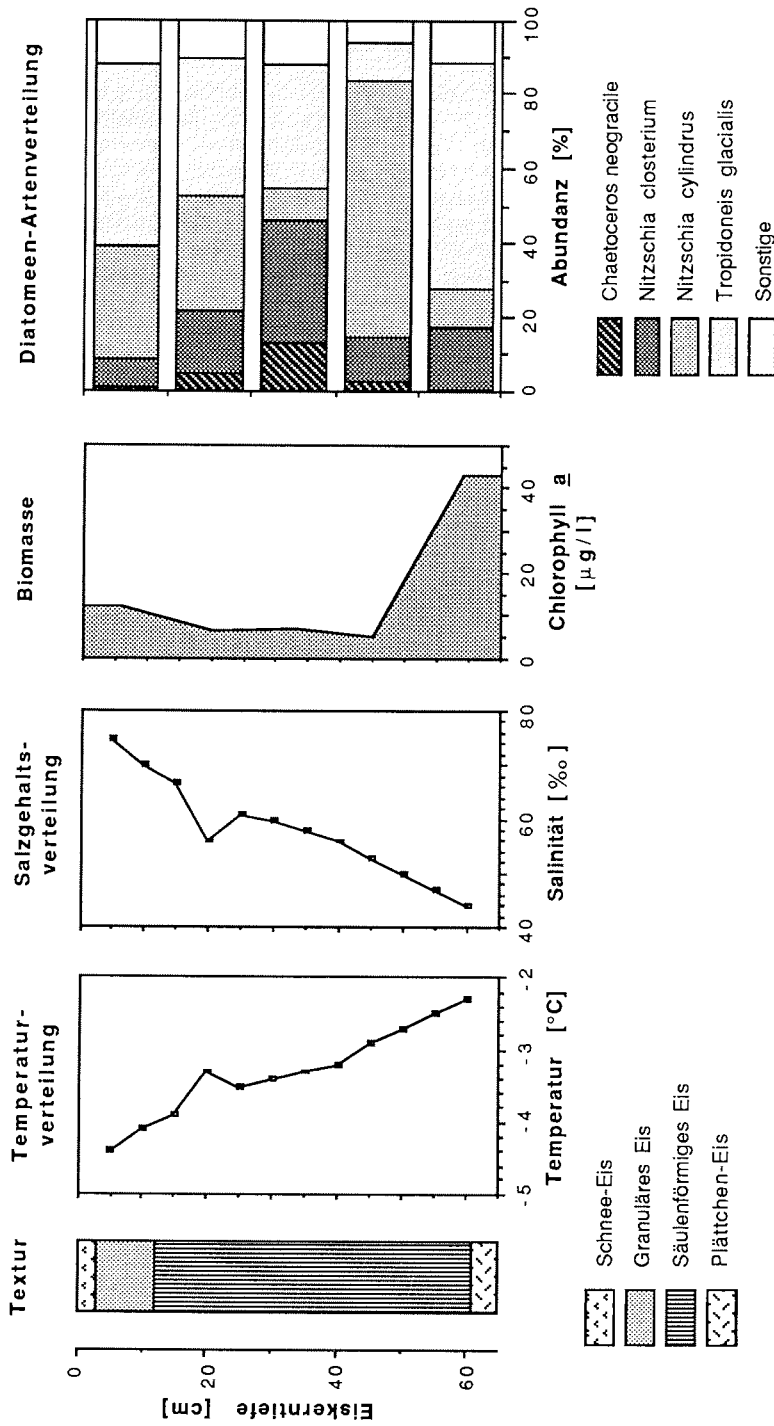 Textur
Temperatur-
verteilung
Salzgehalts-
verteilung
Biomasse
Diatomeen-Artenverteilung
Eiskerntiefe [cm]
0
20
40
60
-5
-4
-3
-2
Temperatur [°C]
40
60
80
Salinität [‰]
0
20
40
Chlorophyll a
[µg/l]
0
20
40
60
80
100
Abundanz [%]
Schnee-Eis
Granuläres Eis
Säulenförmiges Eis
Plättchen-Eis
Chaetoceros neogracile
Nitzschia closterium
Nitzschia cylindrus
Tropidoneis glacialis
Sonstige